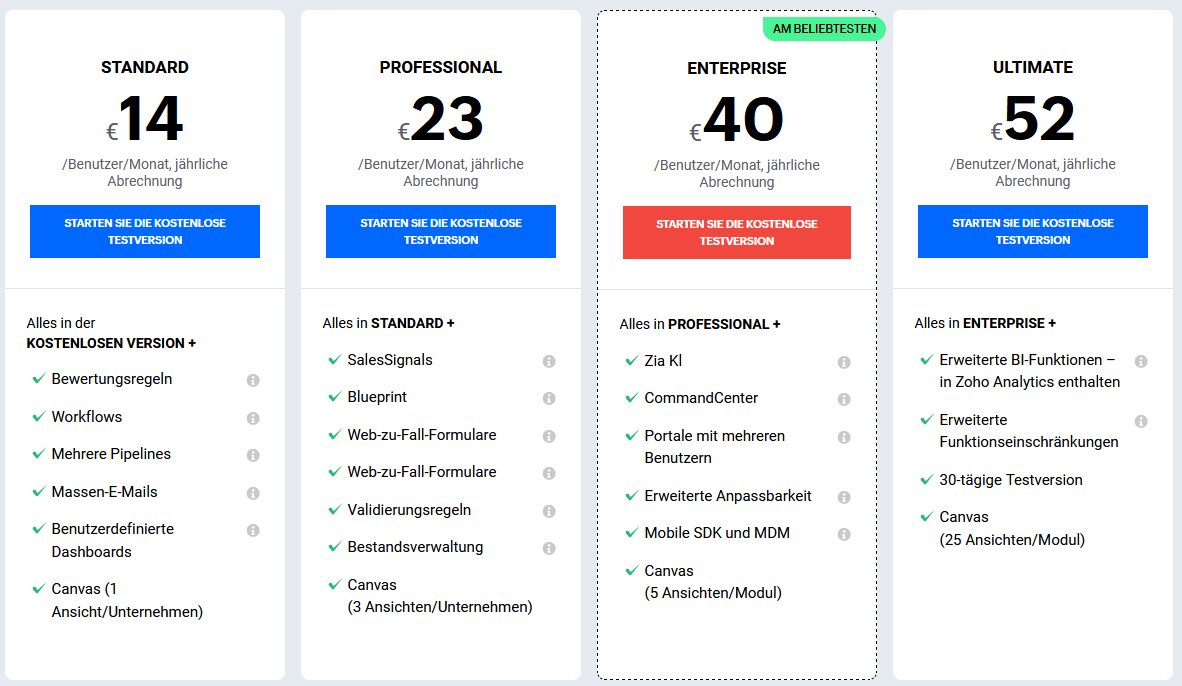 STANDARD
€14
/Benutzer/Monat, jährliche
Abrechnung
STARTEN SIE DIE KOSTENLOSE
TESTVERSION
Alles in der
KOSTENLOSEN VERSION +
Bewertungsregeln
Workflows
Mehrere Pipelines
Massen-E-Mails
Benutzerdefinierte
Dashboards
Canvas (1
Ansicht/Unternehmen)
PROFESSIONAL
€23
/Benutzer/Monat, jährliche
Abrechnung
STARTEN SIE DIE KOSTENLOSE
TESTVERSION
Alles in STANDARD +
SalesSignals
Blueprint
Web-zu-Fall-Formulare
Web-zu-Fall-Formulare
Validierungsregeln
Bestandsverwaltung
Canvas
(3 Ansichten/Unternehmen)
AM BELIEBTESTEN
ENTERPRISE
€40
/Benutzer/Monat, jährliche
Abrechnung
STARTEN SIE DIE KOSTENLOSE
TESTVERSION
Alles in PROFESSIONAL +
Zia Kl
CommandCenter
Portale mit mehreren
Benutzern
Erweiterte Anpassbarkeit
Mobile SDK und MDM
Canvas
(5 Ansichten/Modul)
ULTIMATE
€52
/Benutzer/Monat, jährliche
Abrechnung
STARTEN SIE DIE KOSTENLOSE
TESTVERSION
Alles in ENTERPRISE +
Erweiterte BI-Funktionen –
in Zoho Analytics enthalten
Erweiterte
Funktionseinschränkungen
30-tägige Testversion
Canvas
(25 Ansichten/Modul)